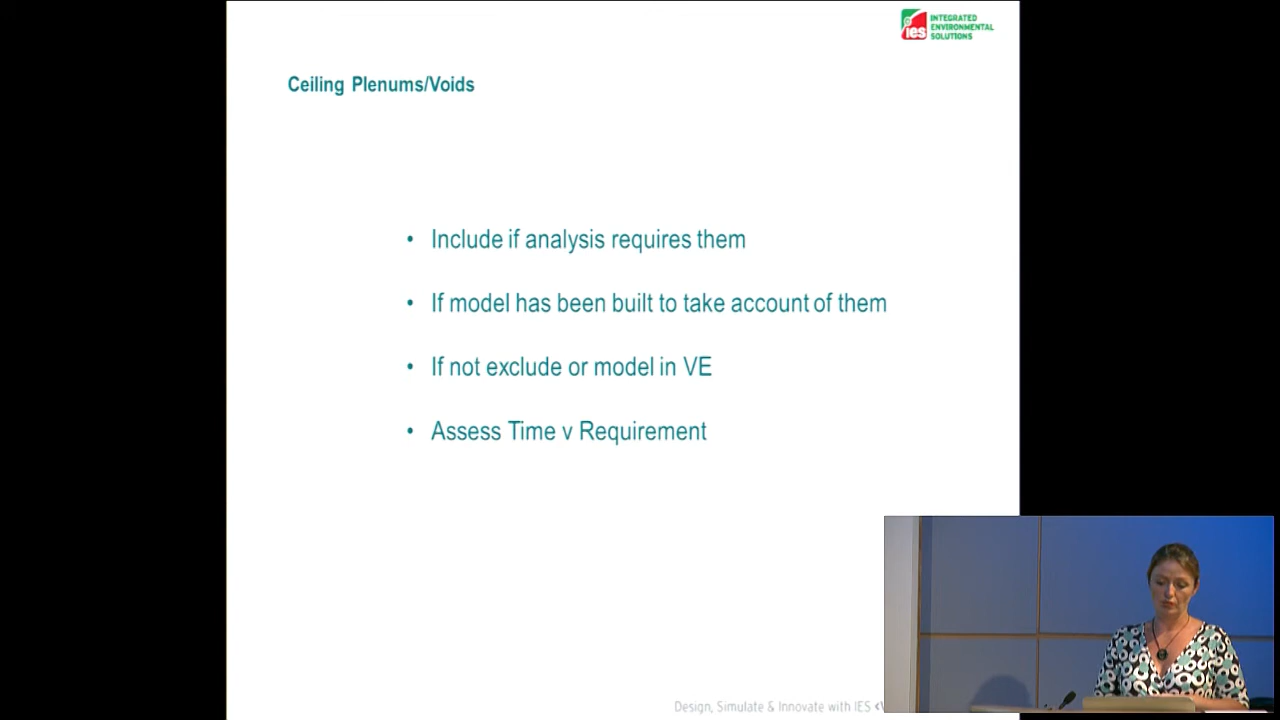 ies
INTEGRATED
ENVIRONMENTAL
SOLUTIONS
Ceiling Plenums/Voids
• Include if analysis requires them
• If model has been built to take account of them
• If not exclude or model in VE
• Assess Time v Requirement
Design, Simulate & Innovate with IES <